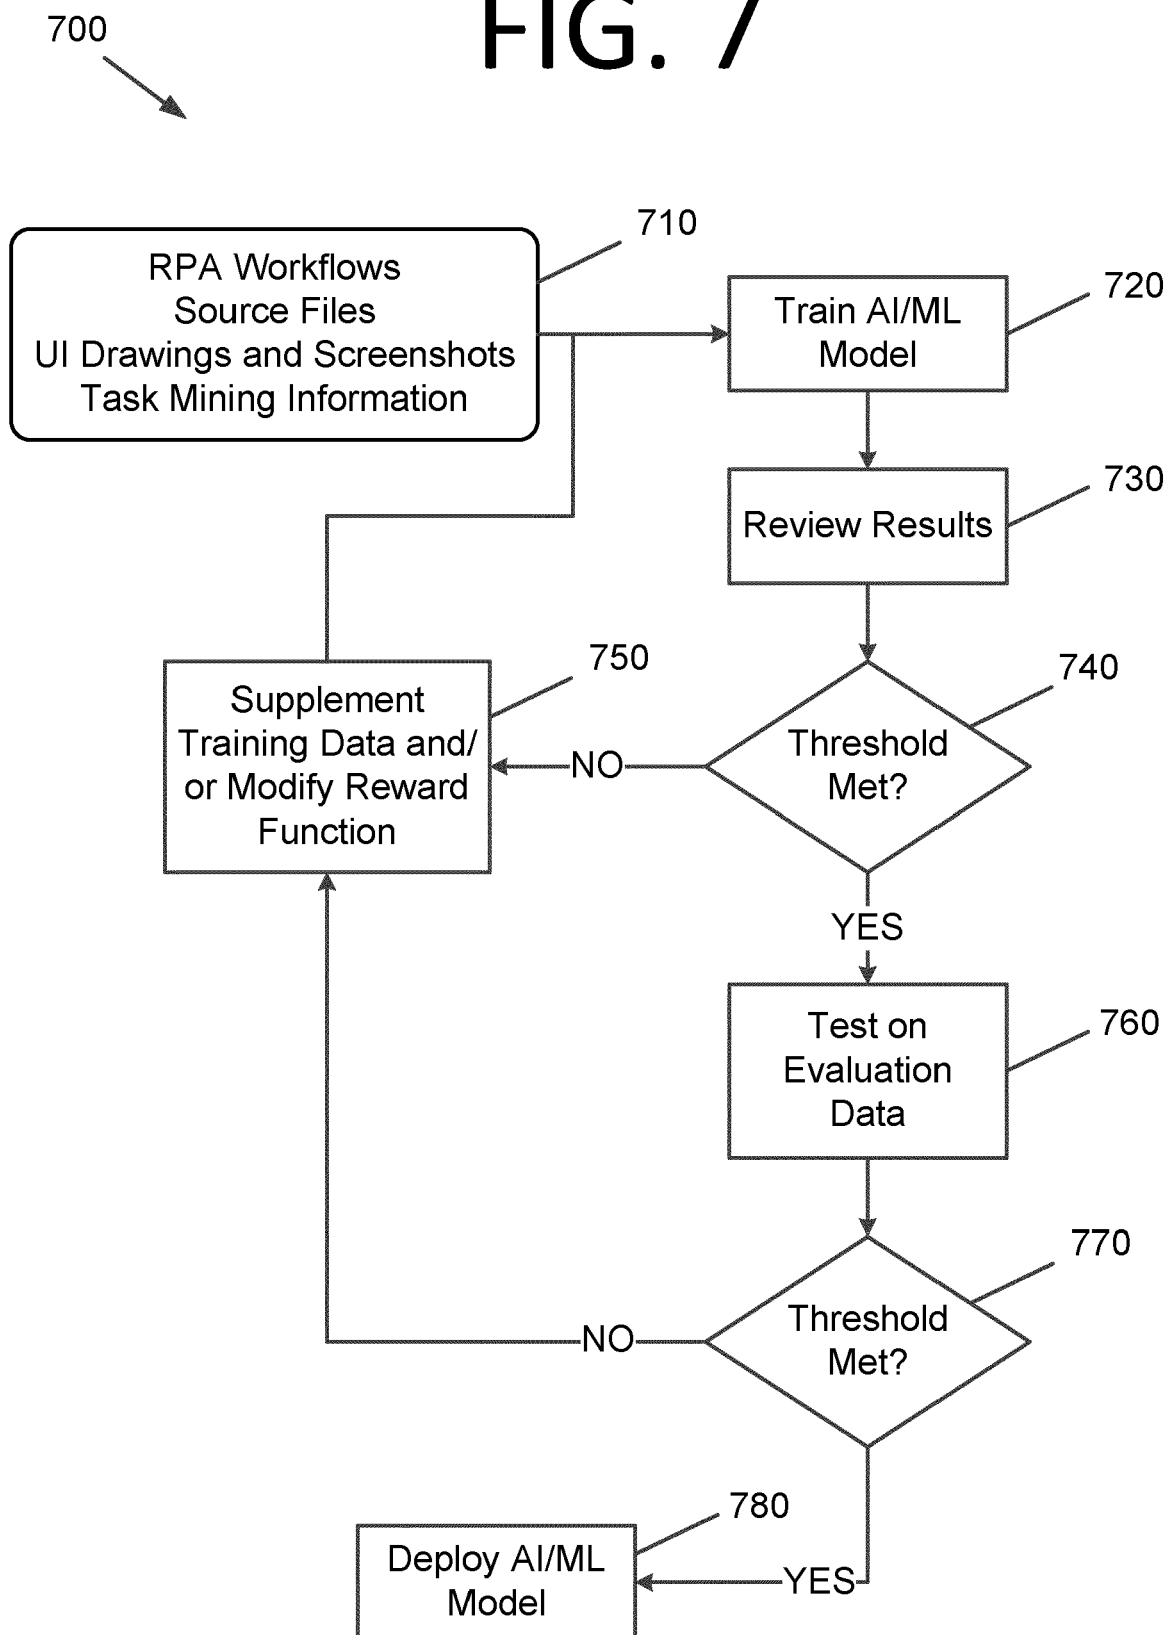 FIG. 7
700
710
RPA Workflows
Source Files
UI Drawings and Screenshots
Task Mining Information
720
Train AI/ML
Model
730
Review Results
740
Threshold
Met?
750
Supplement
Training Data and/
or Modify Reward
Function
NO
YES
760
Test on
Evaluation
Data
770
Threshold
Met?
NO
YES
780
Deploy AI/ML
Model